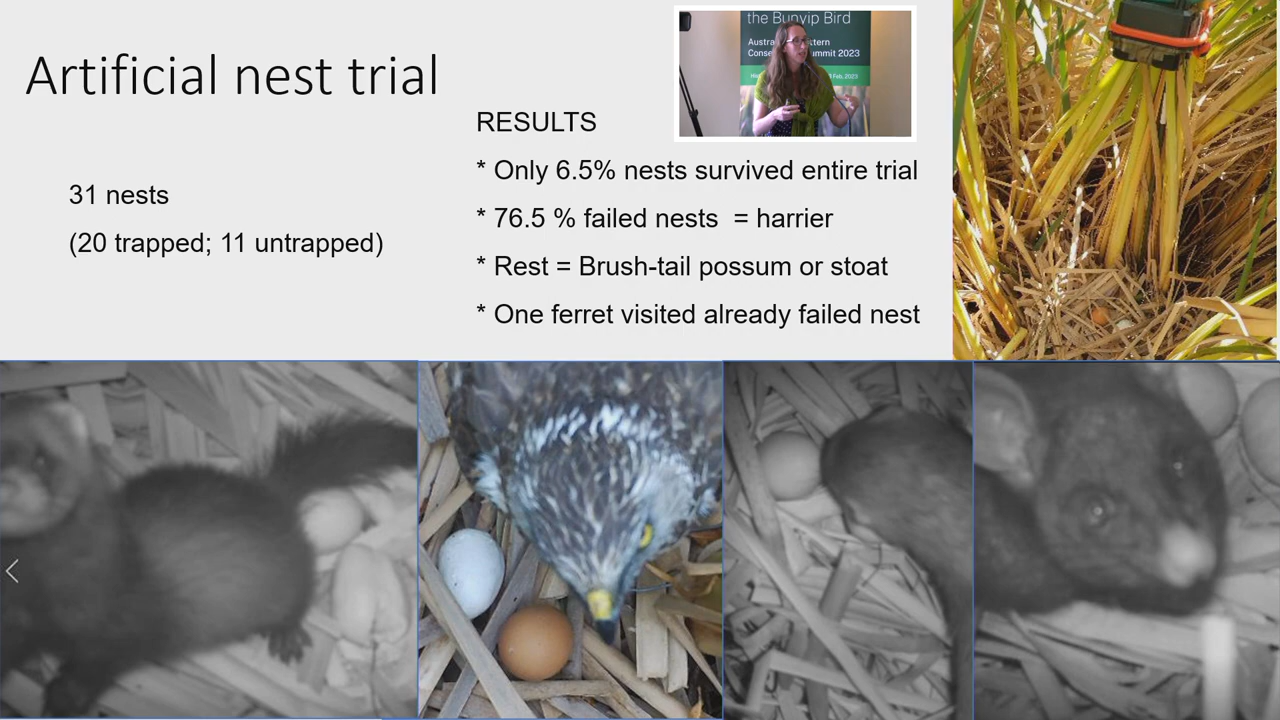 Artificial nest trial
31 nests
(20 trapped; 11 untrapped)
RESULTS
* Only 6.5% nests survived entire trial
* 76.5 % failed nests = harrier
* Rest = Brush-tail possum or stoat
* One ferret visited already failed nest
the Bunyip Bird
2023